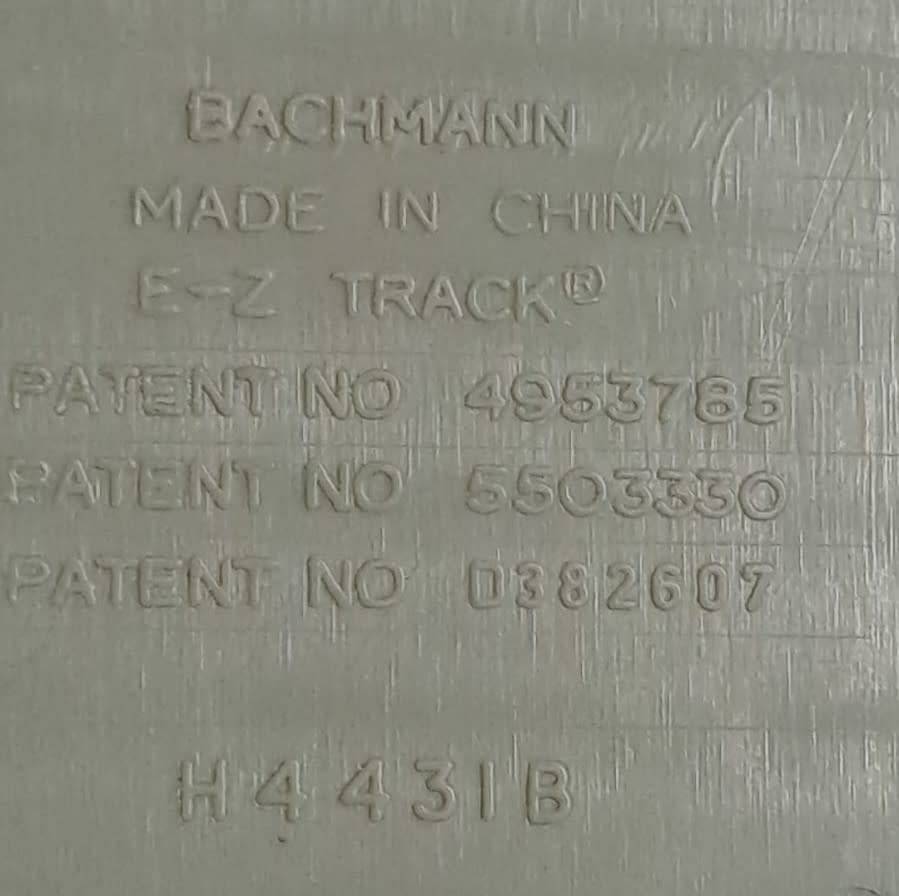 BACHMANN
MADE IN CHINA
E-Z TRACK®
PATENT NO 4953785
PATENT NO 5503330
PATENT NO D382607
H4431B